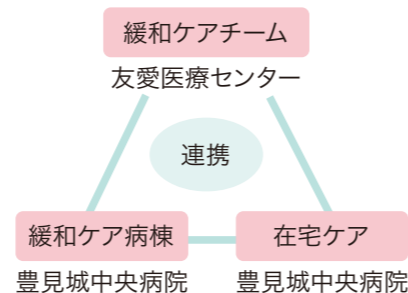 緩和ケアチーム
友愛医療センター
連携
緩和ケア病棟
在宅ケア
豊見城中央病院
豊見城中央病院